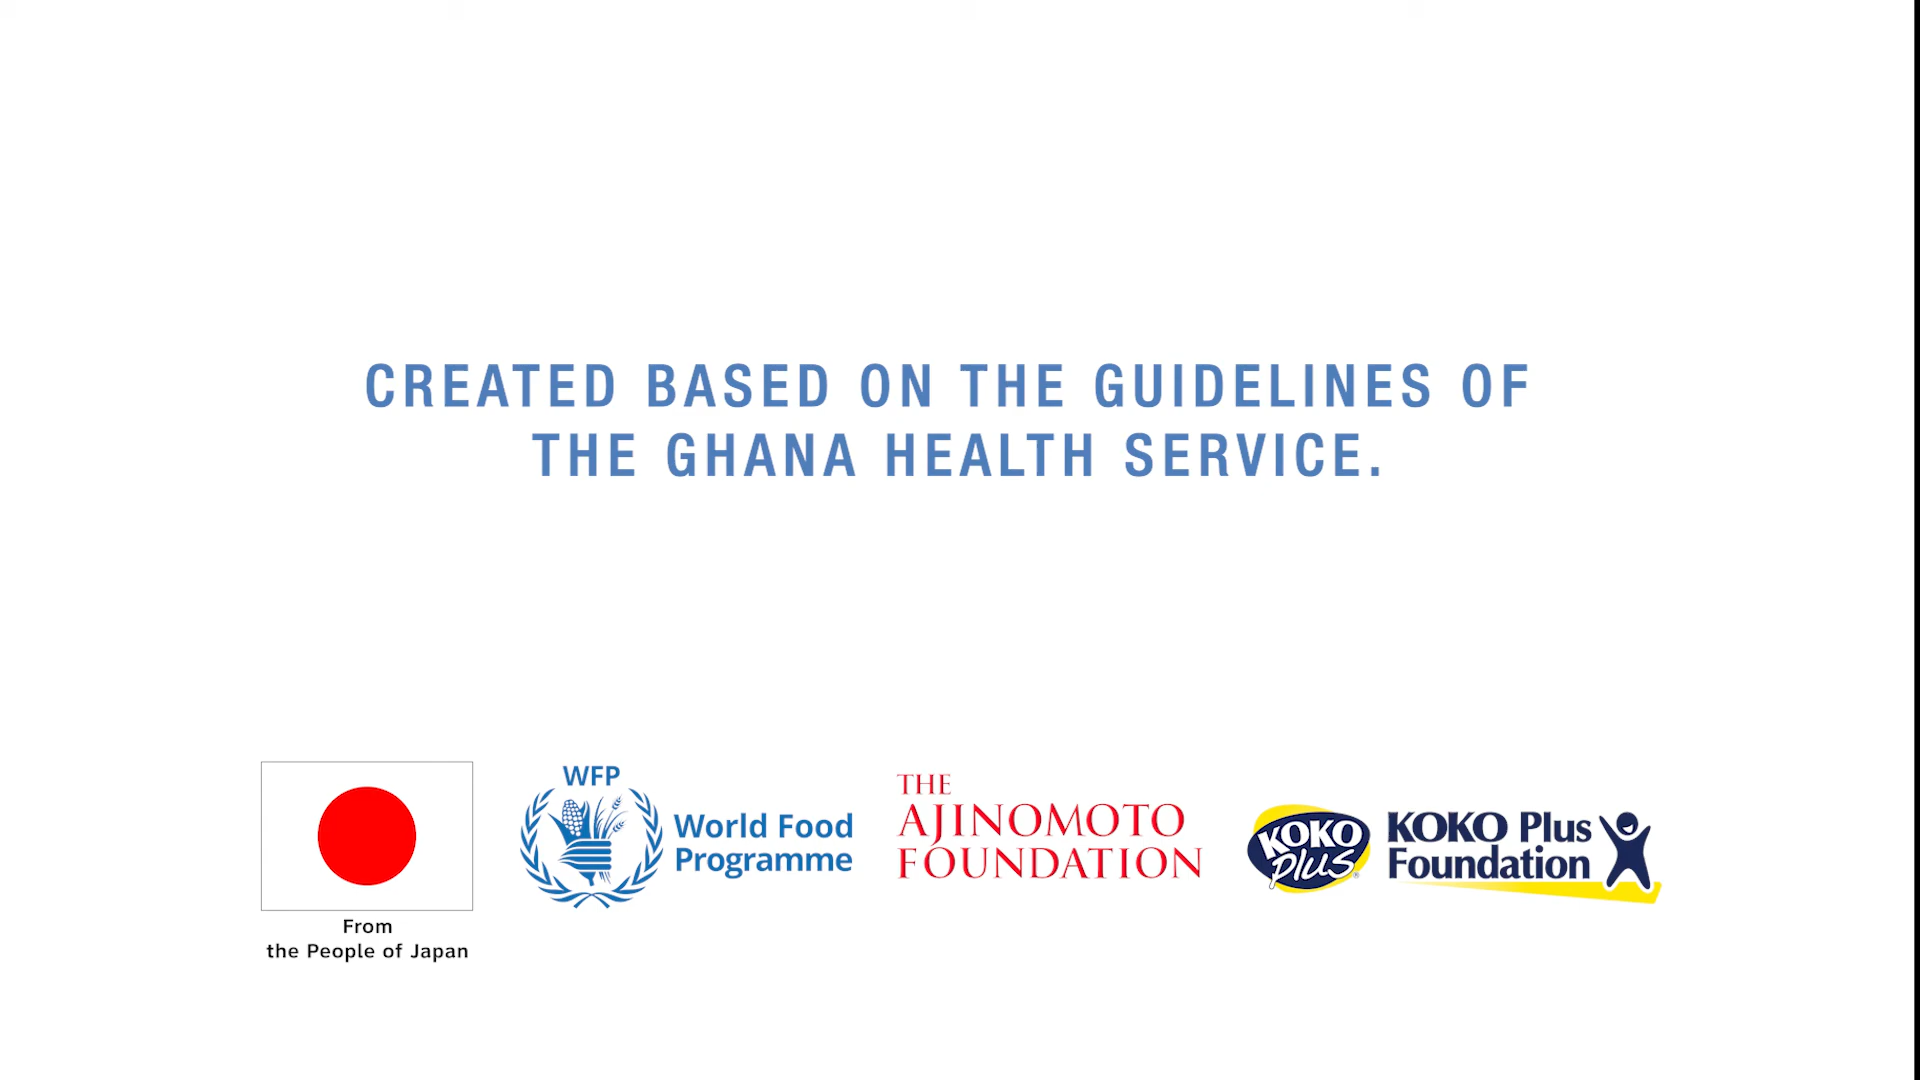 CREATED BASED ON THE GUIDELINES OF
THE GHANA HEALTH SERVICE.
From
the People of Japan
WFP
World Food
Programme
THE
AJINOMOTO
FOUNDATION
KOKO
plus
KOKO Plus
Foundation